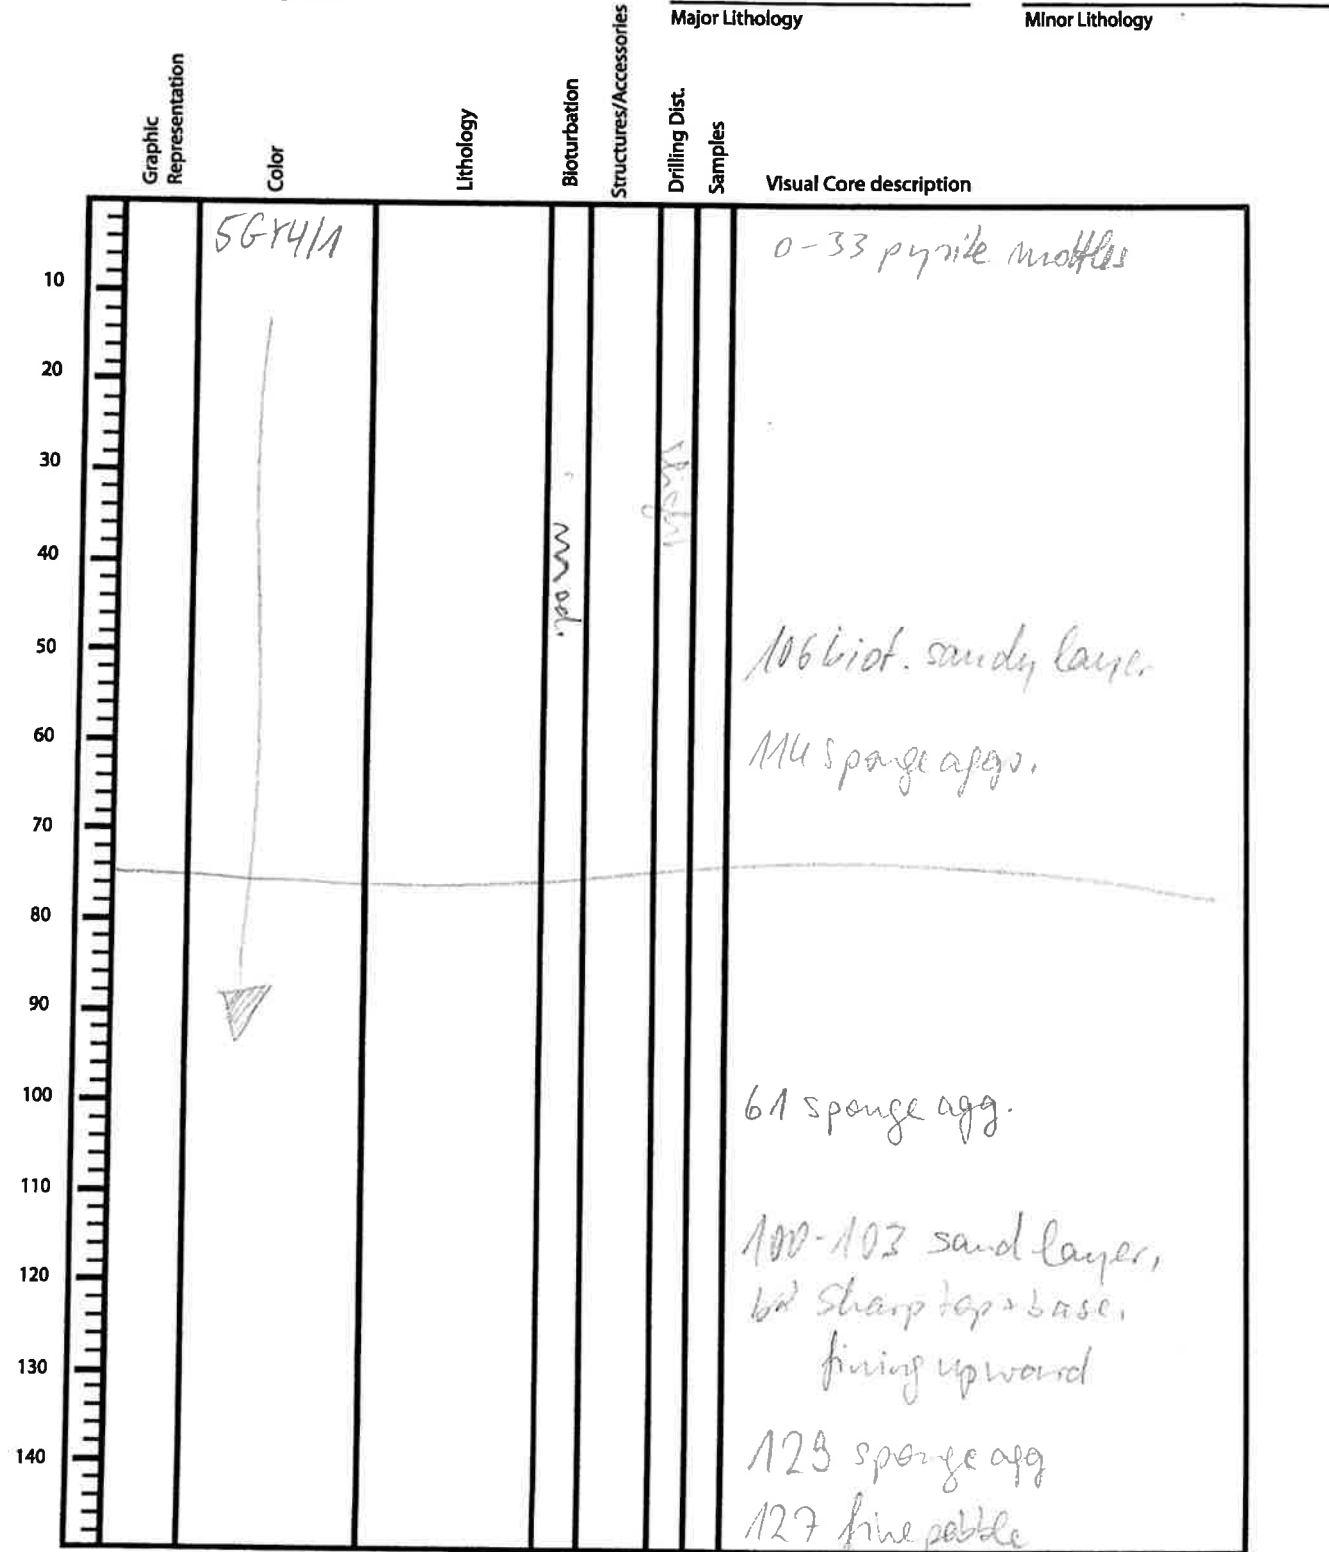 Major Lithology
Minor Lithology
Graphic
Representation
Color
Lithology
Bioturbation
Structures/Accessories
Drilling Dist.
Samples
Visual Core description
5GY4/1
0-33 pyrite mottles
10
20
30
slight
40
mod.
50
106 biot. sandy layer
60
114 sponge aggs.
70
80
90
100
61 sponge agg.
110
100-103 sand layer,
120
sharp top + base,
130
fining upward
140
129 sponge agg
127 fine pebble